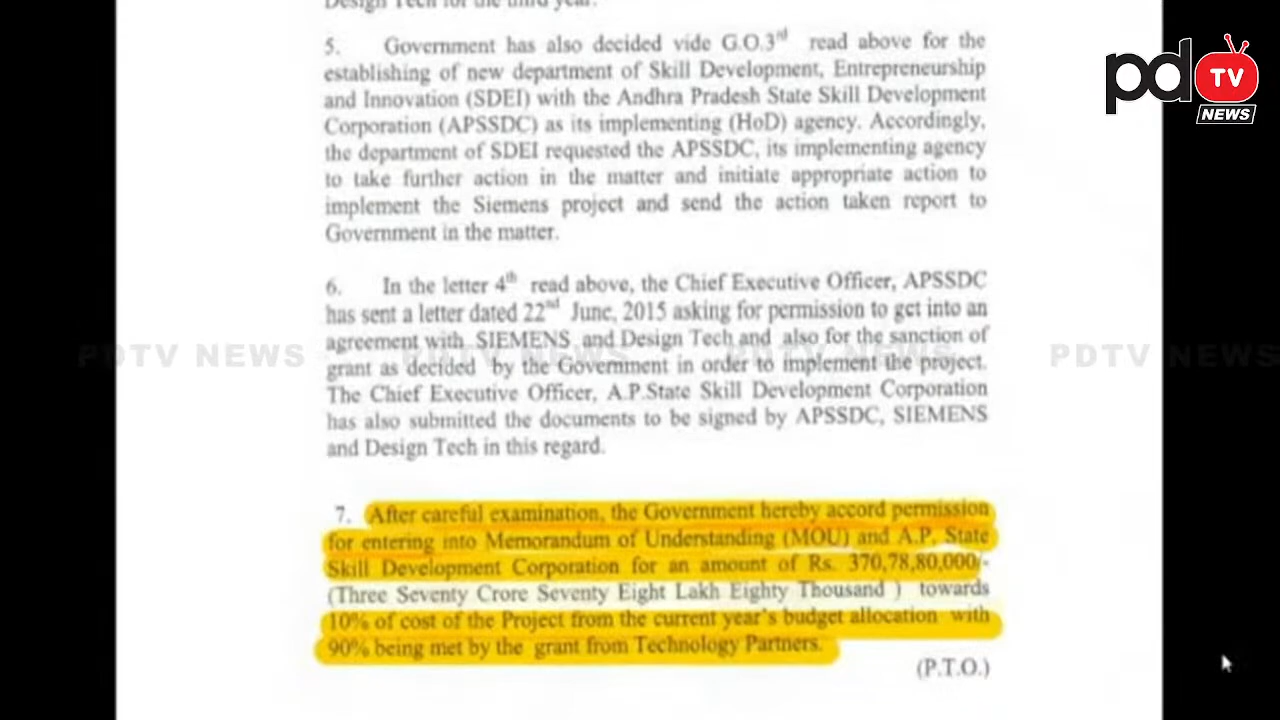 Design Tech for the third year.
5. Government has also decided vide G.O.3rd read above for the
establishing of new department of Skill Development, Entrepreneurship
and Innovation (SDEI) with the Andhra Pradesh State Skill Development
Corporation (APSSDC) as its implementing (HoD) agency. Accordingly,
the department of SDEI requested the APSSDC, its implementing agency
to take further action in the matter and initiate appropriate action to
implement the Siemens project and send the action taken report to
Government in the matter.
6. In the letter 4th read above, the Chief Executive Officer, APSSDC
has sent a letter dated 22nd June, 2015 asking for permission to get into an
agreement with SIEMENS and Design Tech and also for the sanction of
grant as decided by the Government in order to implement the project.
The Chief Executive Officer, A.P.State Skill Development Corporation
has also submitted the documents to be signed by APSSDC, SIEMENS
and Design Tech in this regard.
7. After careful examination, the Government hereby accord permission
for entering into Memorandum of Understanding (MOU) and A.P. State
Skill Development Corporation for an amount of Rs. 370,78,80,000/-
(Three Seventy Crore Seventy Eight Lakh Eighty Thousand ) towards
10% of cost of the Project from the current year's budget allocation with
90% being met by the grant from Technology Partners.
(P.T.O.)
pd TV
NEWS
PDTV NEWS PDTV NEWS PDTV NEWS PDTV NEWS